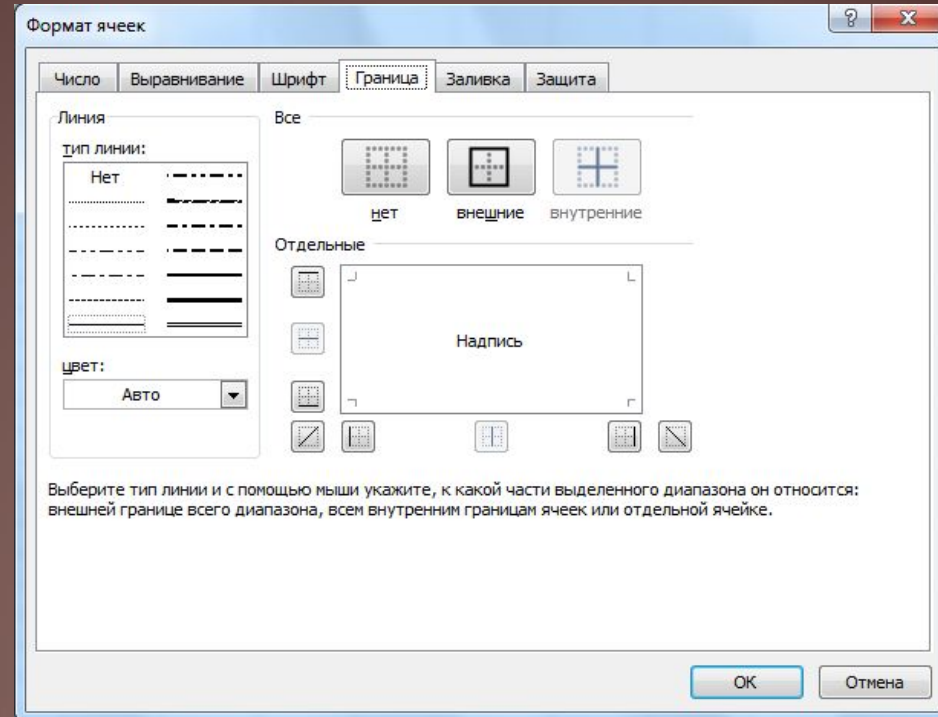 Формат ячеек
Число Выравнивание Шрифт Граница Заливка Защита
Линия
тип линии:
Нет
цвет:
Авто
Все
нет внешние внутренние
Отдельные
Надпись
Выберите тип линии и с помощью мыши укажите, к какой части выделенного диапазона он относится:
внешней границе всего диапазона, всем внутренним границам ячеек или отдельной ячейке.
ОК Отмена